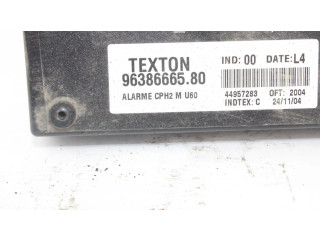 TEXTON IND: 00 DATE: L4
96386665.80
ALARME CPH2 M U60 44957283 OFT: 2004
INDTEX: C 24/11/04